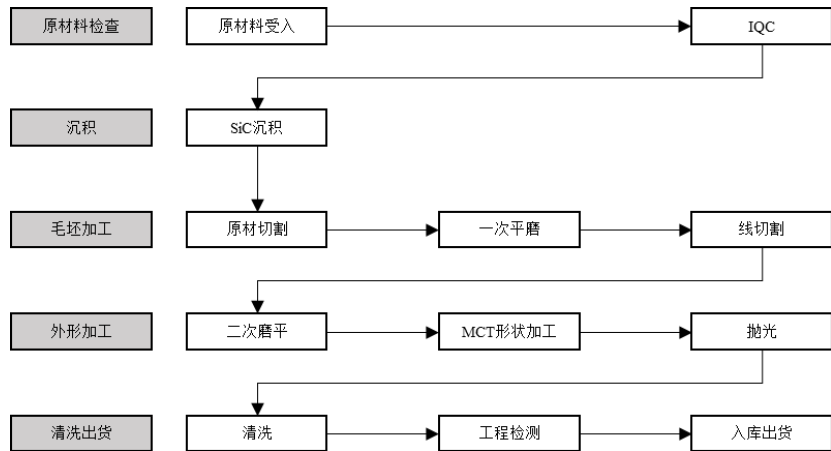 原材料检查
原材料受入
IQC
沉积
SiC沉积
毛坯加工
原材切割
一次平磨
线切割
外形加工
二次磨平
MCT形状加工
抛光
清洗出货
清洗
工程检测
入库出货